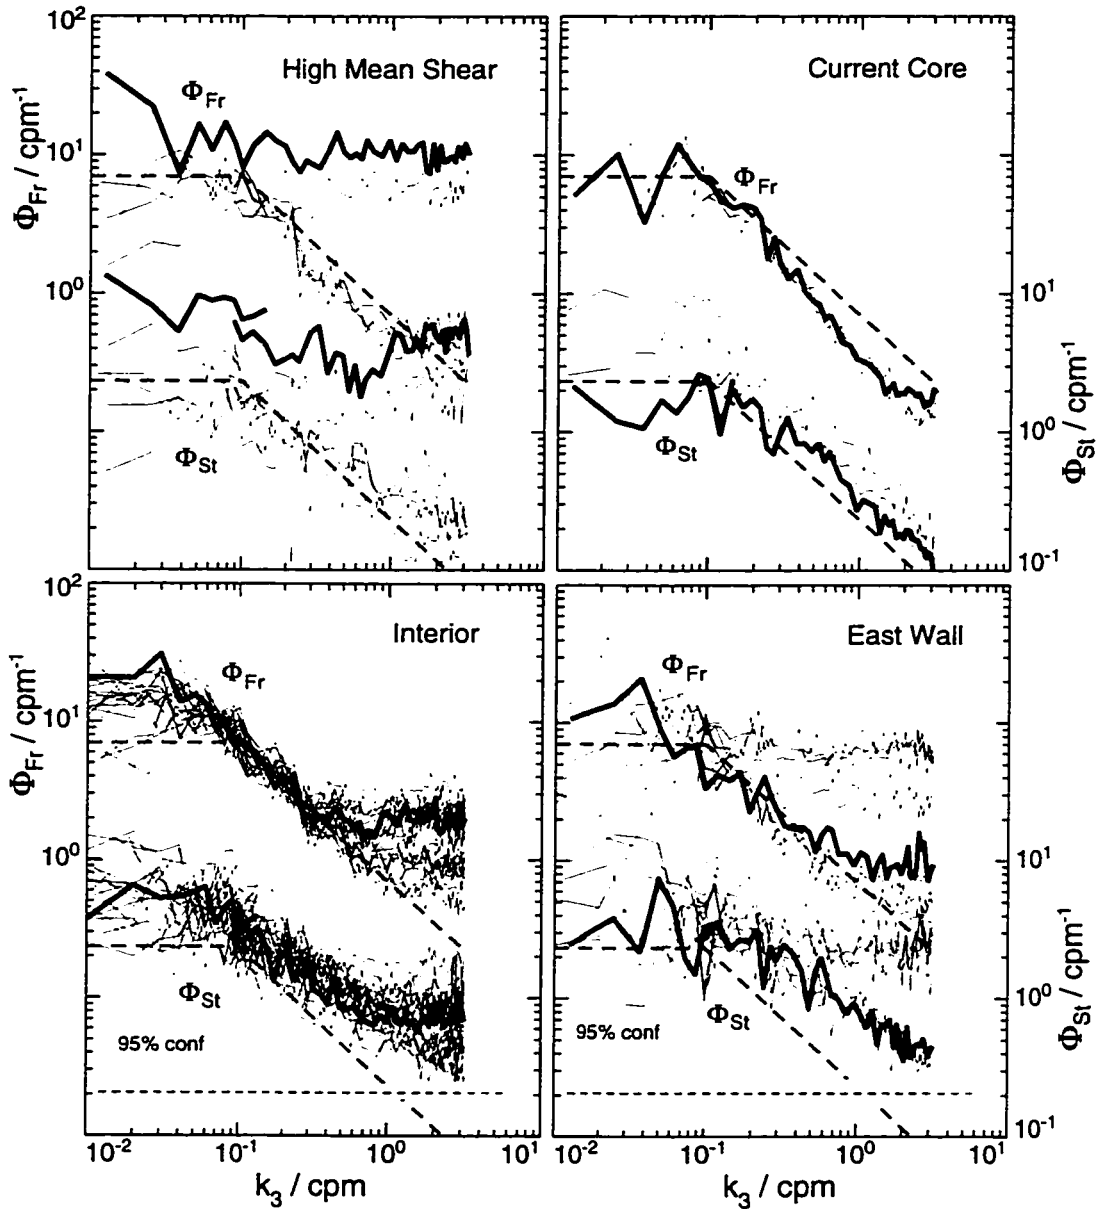 High Mean Shear
Current Core
10²
10¹
10⁰
Φ_Fr / cpm⁻¹
Φ_Fr
Φ_St
Φ_Fr
Φ_St
10¹
10⁰
10⁻¹
Φ_St / cpm⁻¹
Interior
East Wall
10²
10¹
10⁰
Φ_Fr / cpm⁻¹
Φ_Fr
Φ_St
95% conf
Φ_Fr
Φ_St
95% conf
10¹
10⁰
10⁻¹
Φ_St / cpm⁻¹
10⁻² 10⁻¹ 10⁰ 10¹
10⁻² 10⁻¹ 10⁰ 10¹
k₃ / cpm
k₃ / cpm